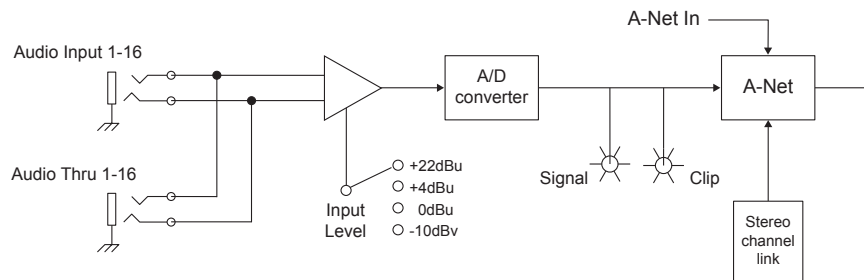 A-Net In
Audio Input 1-16
A/D
converter
A-Net
Audio Thru 1-16
+22dBu
+4dBu
0dBu
-10dBv
Input
Level
Signal
Clip
Stereo
channel
link